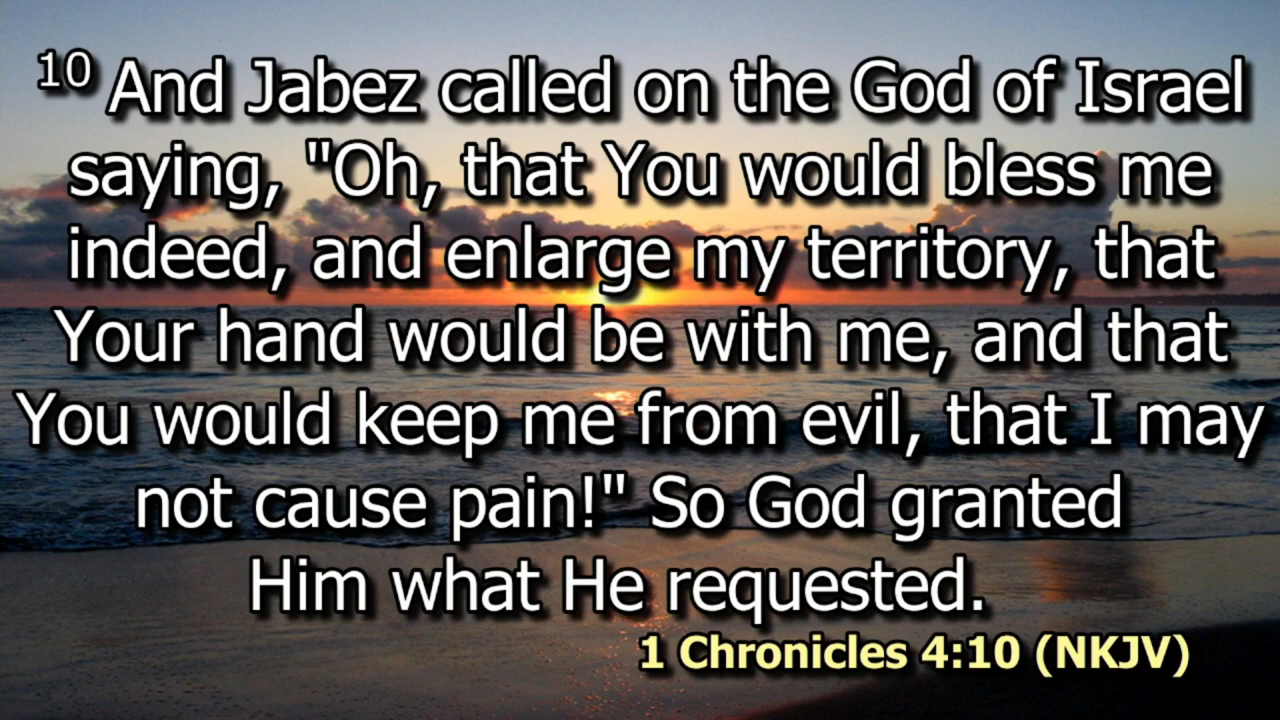 10 And Jabez called on the God of Israel
saying, "Oh, that You would bless me
indeed, and enlarge my territory, that
Your hand would be with me, and that
You would keep me from evil, that I may
not cause pain!" So God granted
Him what He requested.
1 Chronicles 4:10 (NKJV)